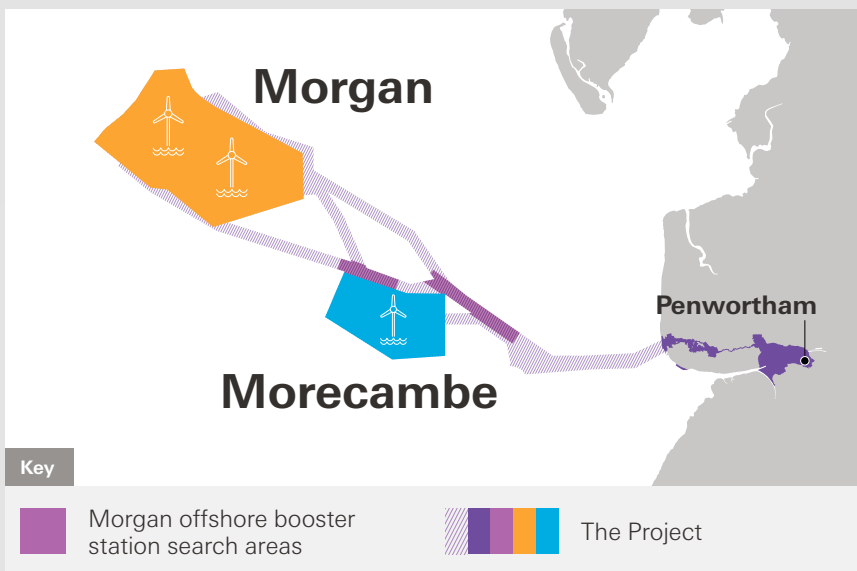 Morgan
Penwortham
Morecambe
Key
Morgan offshore booster
station search areas
The Project